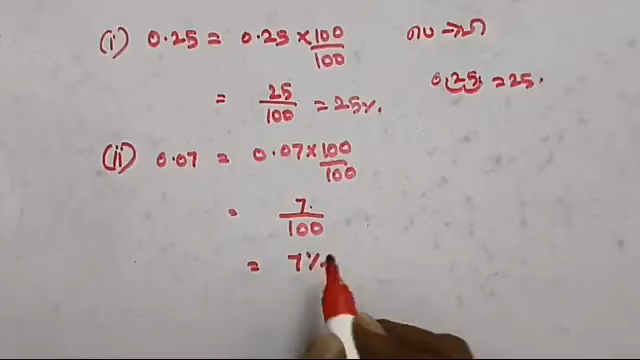 (i) 0.25 = 0.25 × 100/100
0.25 = 25.
= 25/100 = 25%.
(ii) 0.07 = 0.07 × 100/100
= 7/100
= 7%